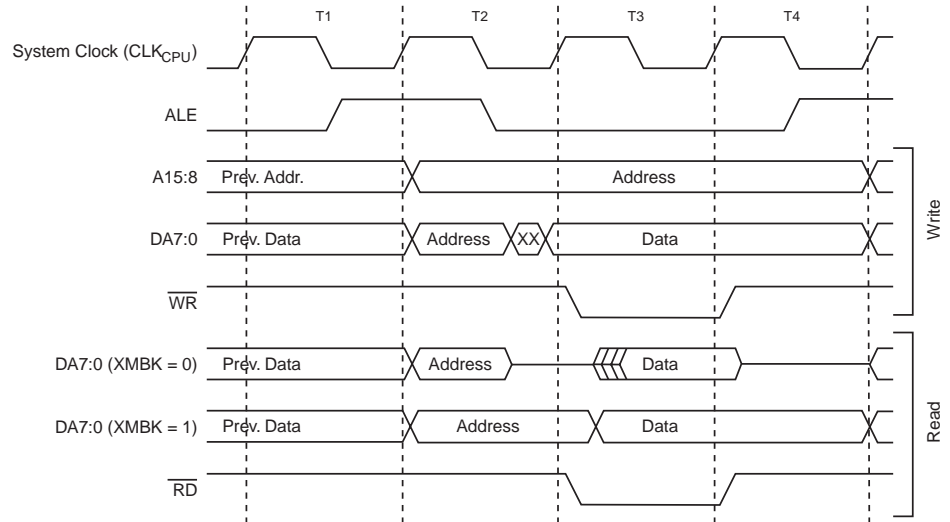 T1 T2 T3 T4
System Clock (CLKCPU)
ALE
A15:8 Prev. Addr. Address
DA7:0 Prev. Data Address XX Data
WR
Write
DA7:0 (XMBK = 0) Prev. Data Address Data
DA7:0 (XMBK = 1) Prev. Data Address Data
RD
Read